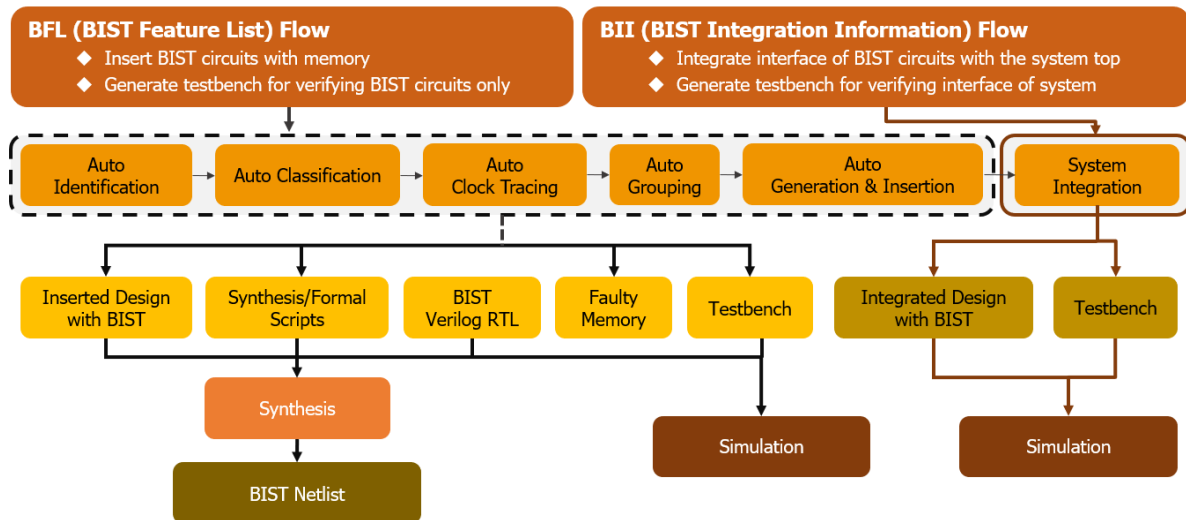 BFL (BIST Feature List) Flow
❖ Insert BIST circuits with memory
❖ Generate testbench for verifying BIST circuits only
BII (BIST Integration Information) Flow
❖ Integrate interface of BIST circuits with the system top
❖ Generate testbench for verifying interface of system
Auto
Identification
Auto Classification
Auto
Clock Tracing
Auto
Grouping
Auto
Generation & Insertion
System
Integration
Inserted Design
with BIST
Synthesis/Formal
Scripts
BIST
Verilog RTL
Faulty
Memory
Testbench
Integrated Design
with BIST
Testbench
Synthesis
Simulation
Simulation
BIST Netlist